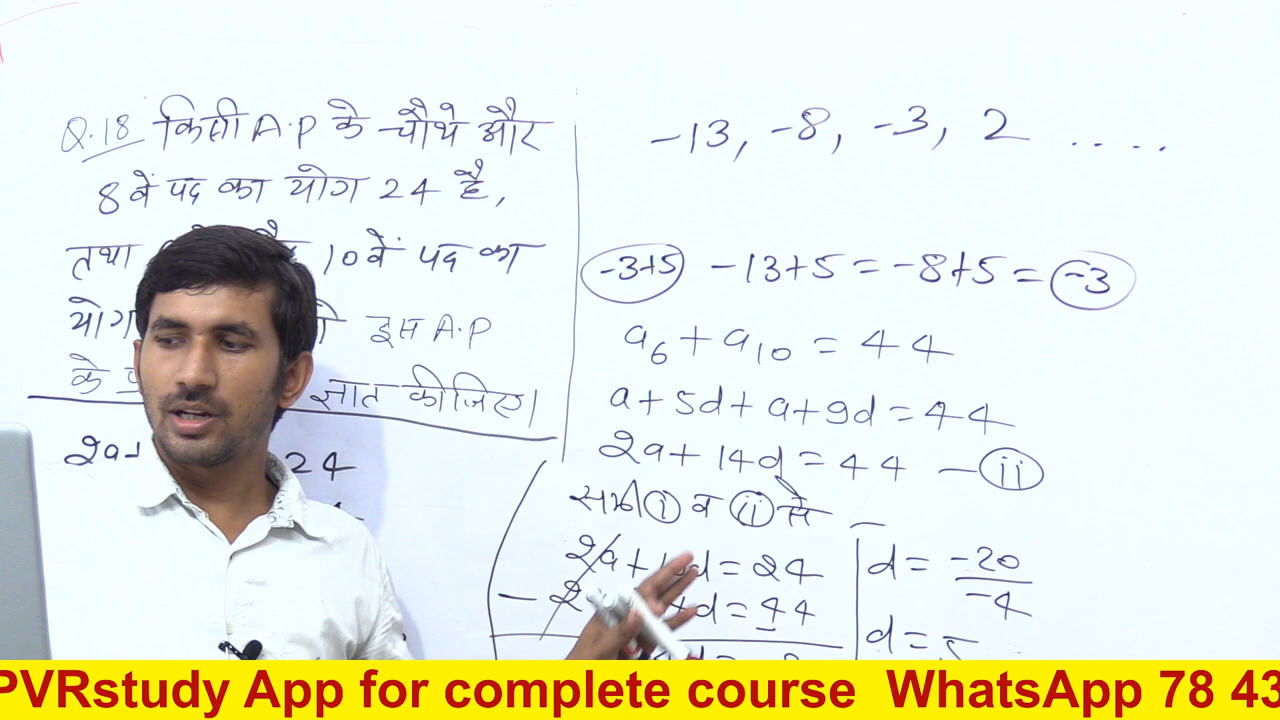 Q.18 किसी A.P के चौथे और
8 वें पद का योग 24 है,
तथा 10 वें पद का
योग इस A.P
के ज्ञात कीजिए।
2a+ 24
-13, -8, -3, 2 .....
-3+5 -13+5 = -8+5 = -3
a₆ + a₁₀ = 44
a + 5d + a + 9d = 44
2a + 14d = 44 — ii
समी i व ii से
2a + d = 24
- 2 4d = 44
d = -20/-4
d = 5
PVRstudy App for complete course WhatsApp 78 43